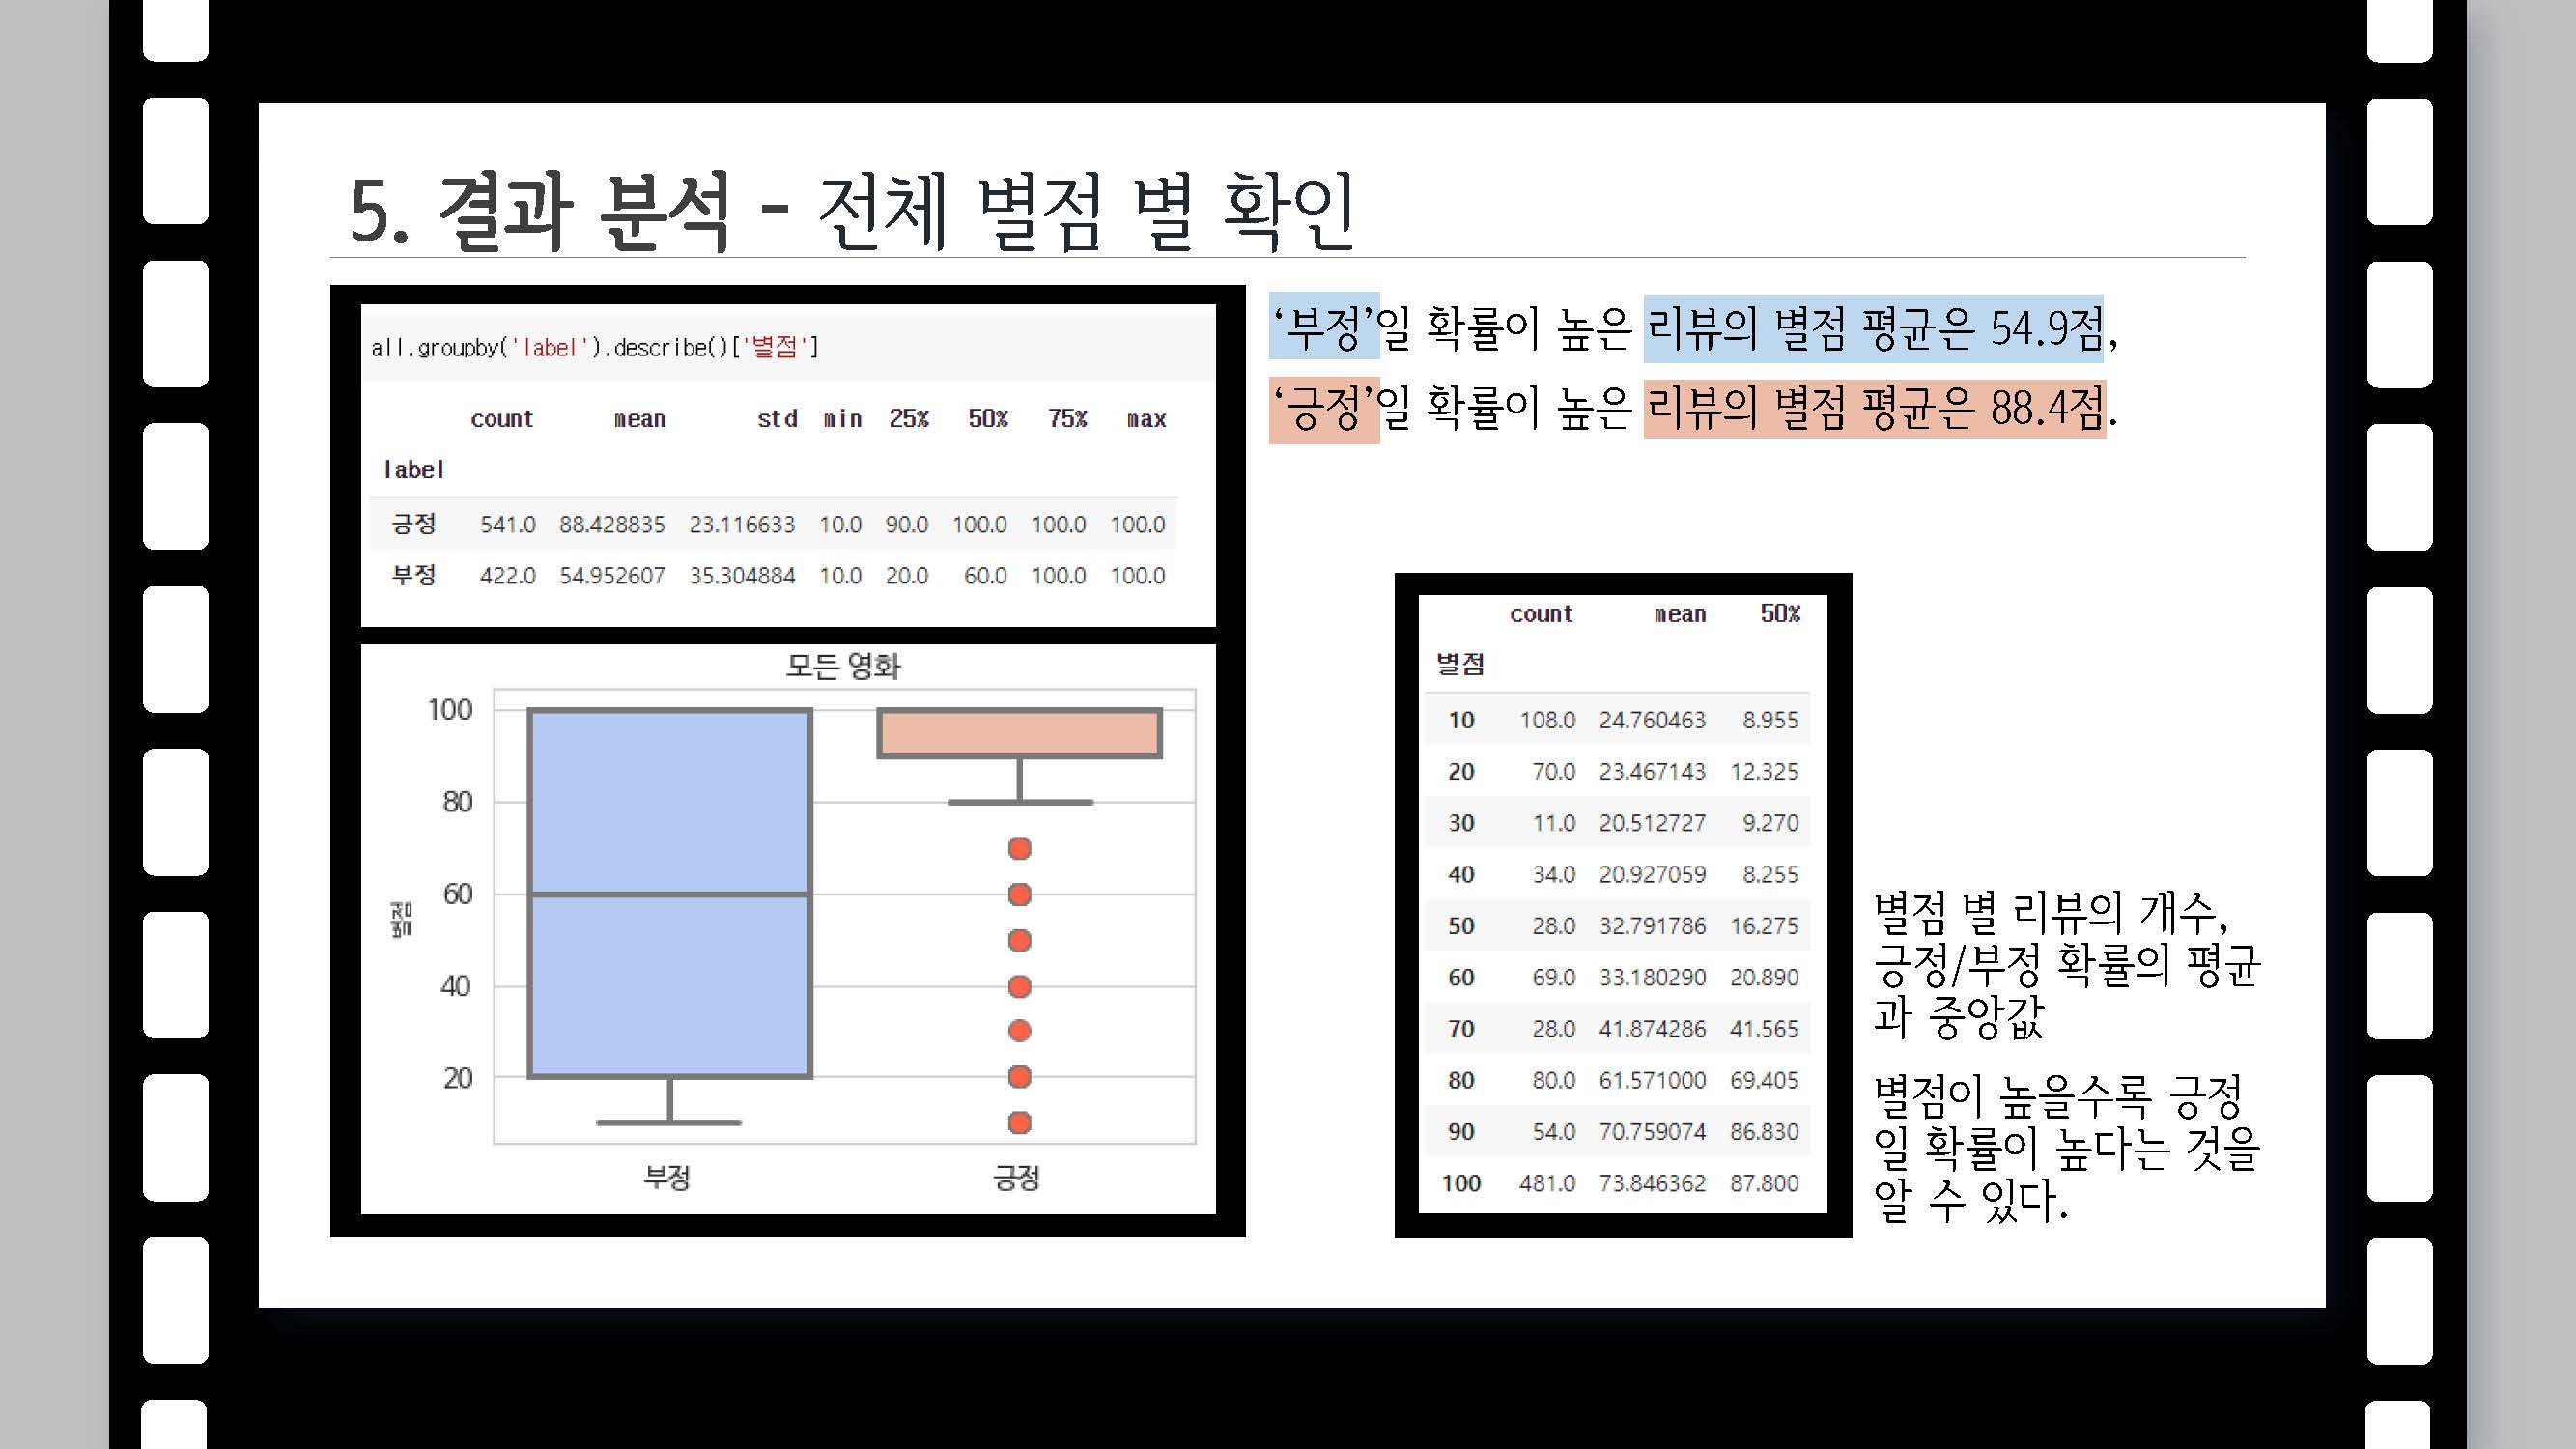 5. 결과 분석 - 전체 별점 별 확인
all.groupby('label').describe()['별점']
count mean std min 25% 50% 75% max
label
긍정 541.0 88.428835 23.116633 10.0 90.0 100.0 100.0 100.0
부정 422.0 54.952607 35.304884 10.0 20.0 60.0 100.0 100.0
모든 영화
100
80
60
40
20
별점
부정 긍정
‘부정’일 확률이 높은 리뷰의 별점 평균은 54.9점,
‘긍정’일 확률이 높은 리뷰의 별점 평균은 88.4점.
count mean 50%
별점
10 108.0 24.760463 8.955
20 70.0 23.467143 12.325
30 11.0 20.512727 9.270
40 34.0 20.927059 8.255
50 28.0 32.791786 16.275
60 69.0 33.180290 20.890
70 28.0 41.874286 41.565
80 80.0 61.571000 69.405
90 54.0 70.759074 86.830
100 481.0 73.846362 87.800
별점 별 리뷰의 개수,
긍정/부정 확률의 평균
과 중앙값
별점이 높을수록 긍정
일 확률이 높다는 것을
알 수 있다.